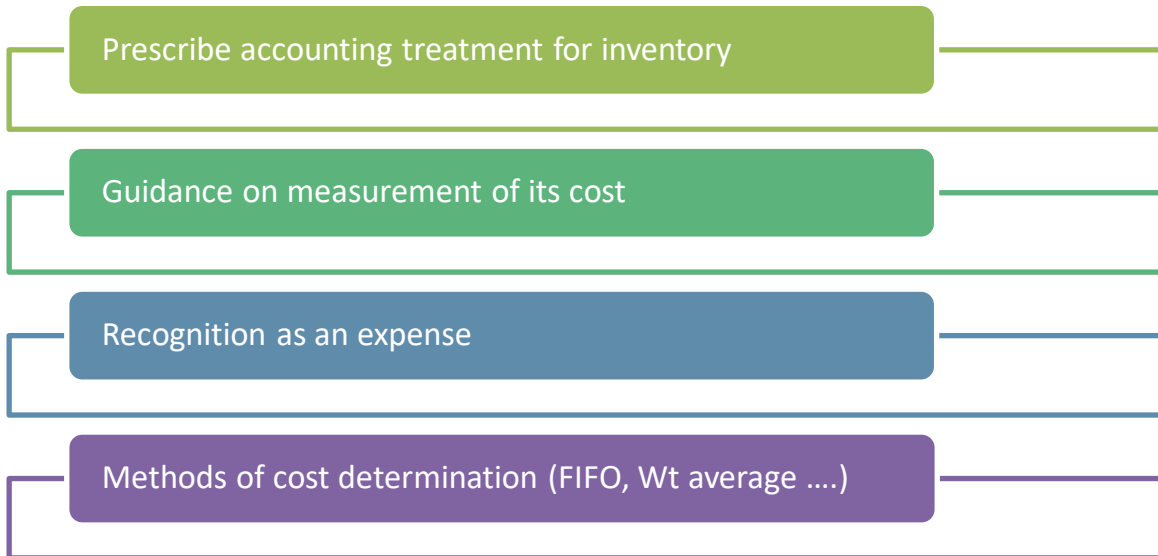 Prescribe accounting treatment for inventory
Guidance on measurement of its cost
Recognition as an expense
Methods of cost determination (FIFO, Wt average ....)